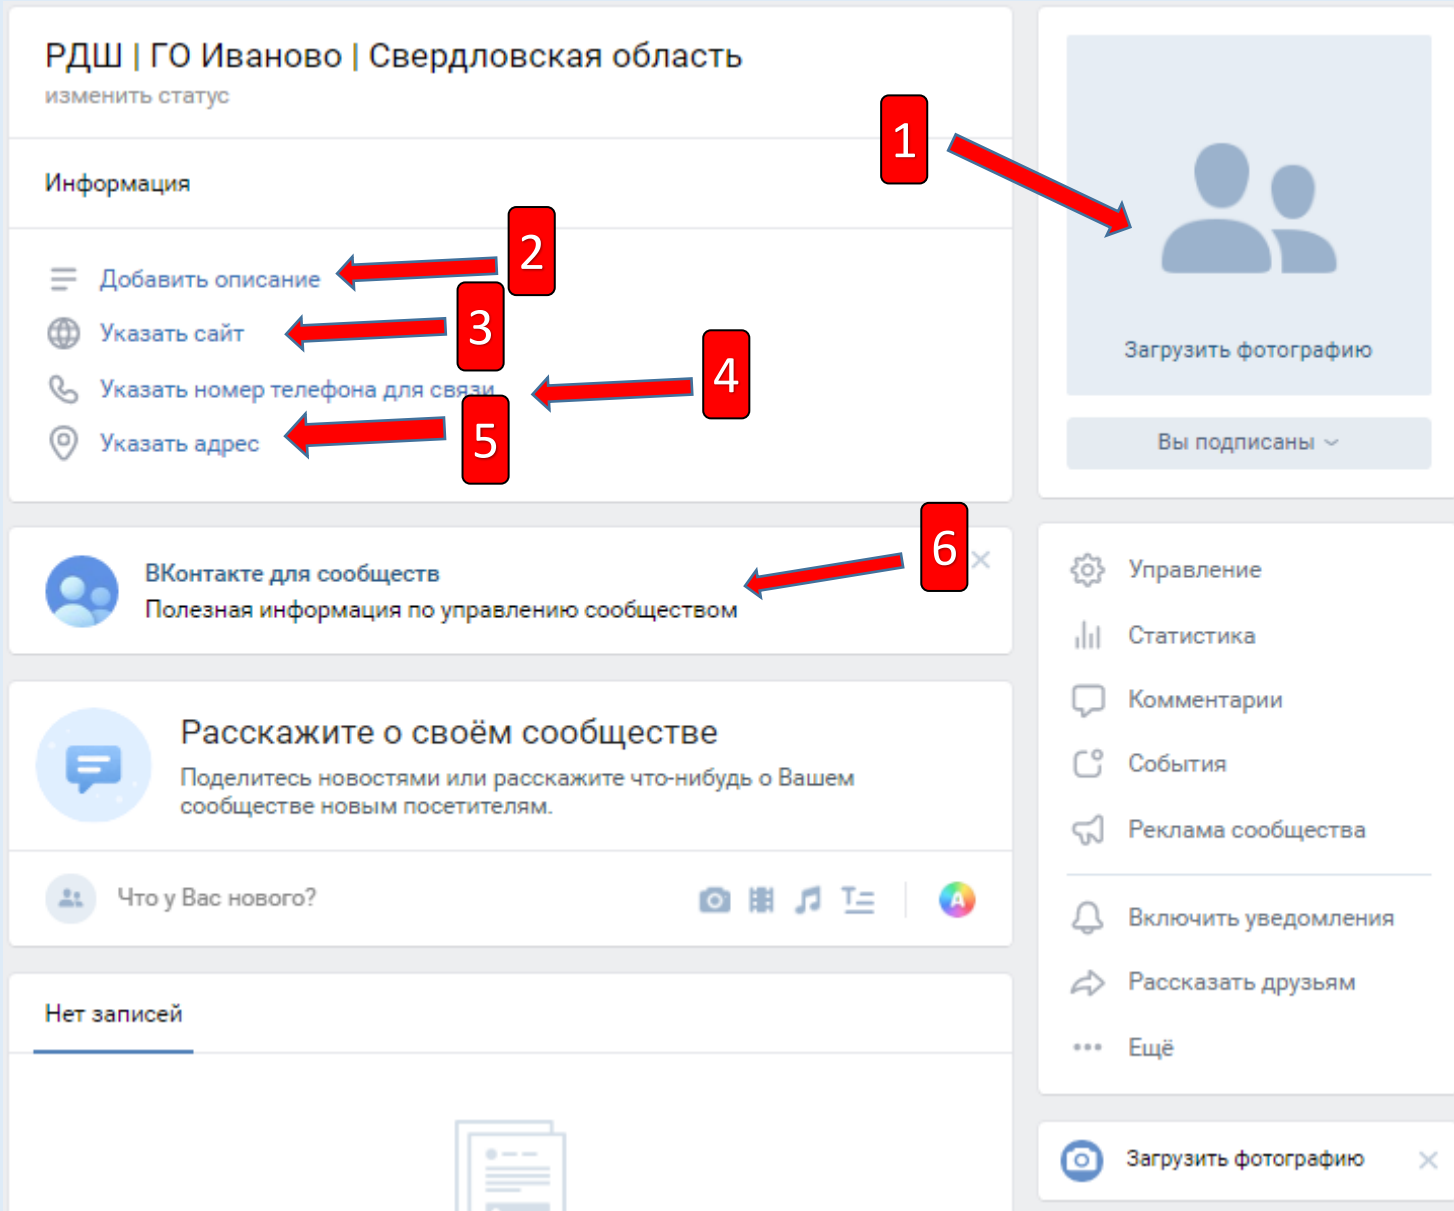 РДШ | ГО Иваново | Свердловская область
изменить статус
1
Информация
2
Добавить описание
3
Указать сайт
4
Указать номер телефона для связи
5
Указать адрес
6
ВКонтакте для сообществ
Полезная информация по управлению сообществом
Расскажите о своём сообществе
Поделитесь новостями или расскажите что-нибудь о Вашем
сообществе новым посетителям.
Что у Вас нового?
A
Нет записей
Загрузить фотографию
Вы подписаны
Управление
Статистика
Комментарии
События
Реклама сообщества
Включить уведомления
Рассказать друзьям
Ещё
Загрузить фотографию